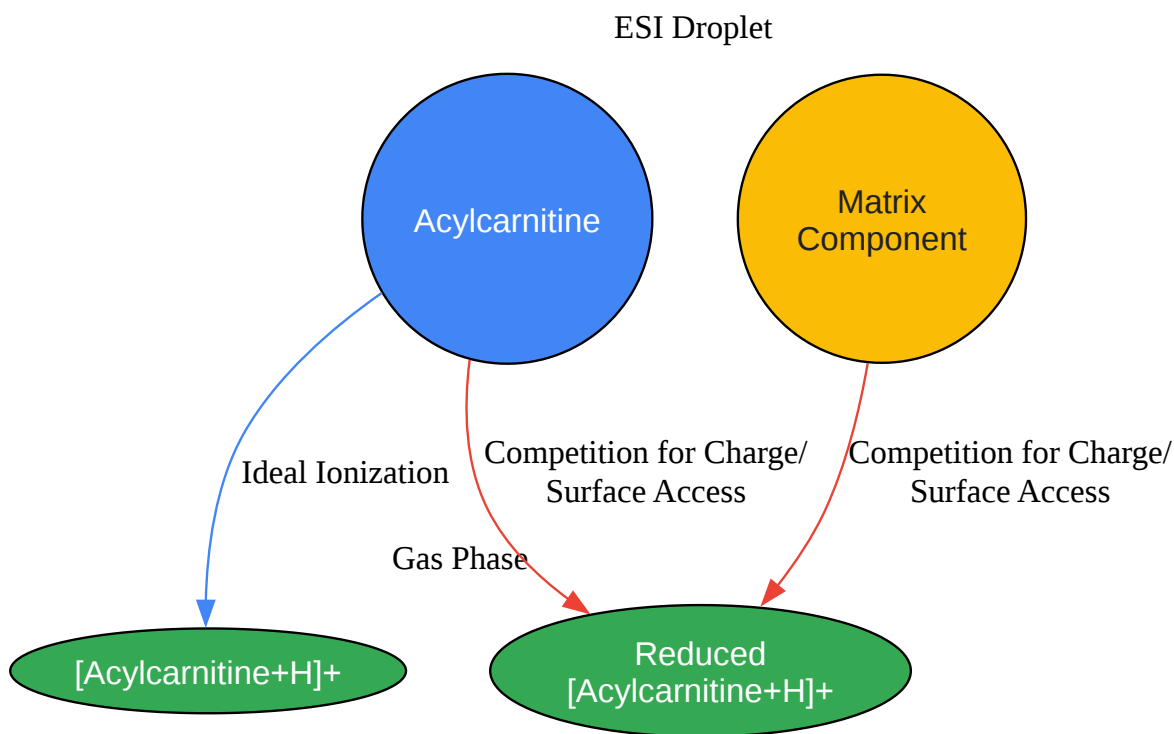 ESI Droplet
Acylcarnitine
Matrix
Component
Ideal Ionization
Competition for Charge/
Surface Access
Competition for Charge/
Surface Access
Gas Phase
[Acylcarnitine+H]+
Reduced
[Acylcarnitine+H]+